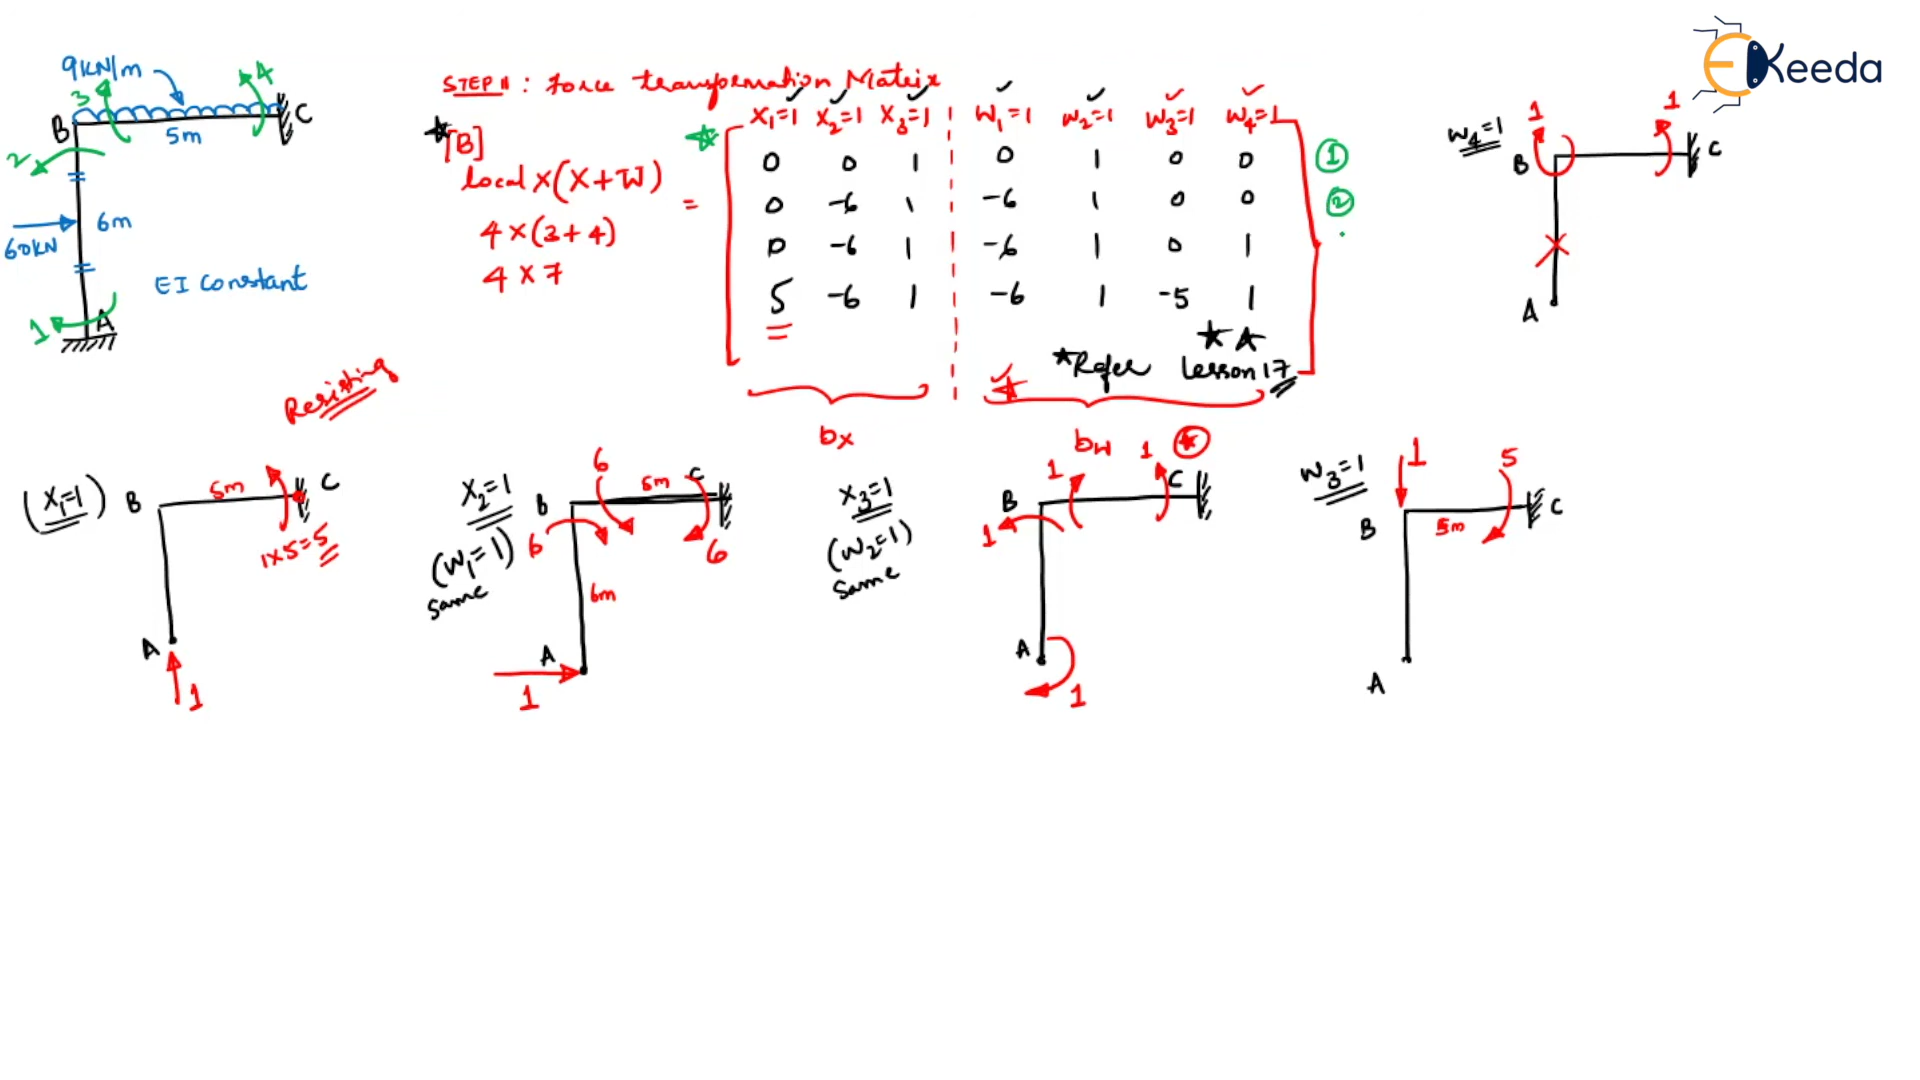 EKeeda
9KN/m
3
4
B
C
5m
2
6m
60KN
EI Constant
1
A
STEP II : Force transformation Matrix
[B]
local x (X+W)
4 x (3+4)
4 x 7
=
X₁=1 X₂=1 X₃=1 W₁=1 W₂=1 W₃=1 W₄=1
0 0 1 0 1 0 0 ①
0 -6 1 -6 1 0 0 ②
0 -6 1 -6 1 0 1
5 -6 1 -6 1 -5 1
*Refer Lesson 17
bx
bw
W₄=1
1
1
B
C
A
Resisting
(X₁=1)
B
5m
C
1x5=5
A
1
X₂=1
(W₁=1)
Same
B
6
5m
C
6
6
6m
A
1
X₃=1
(W₂=1)
Same
B
1
1
C
1
A
1
W₃=1
1
5
B
5m
C
A